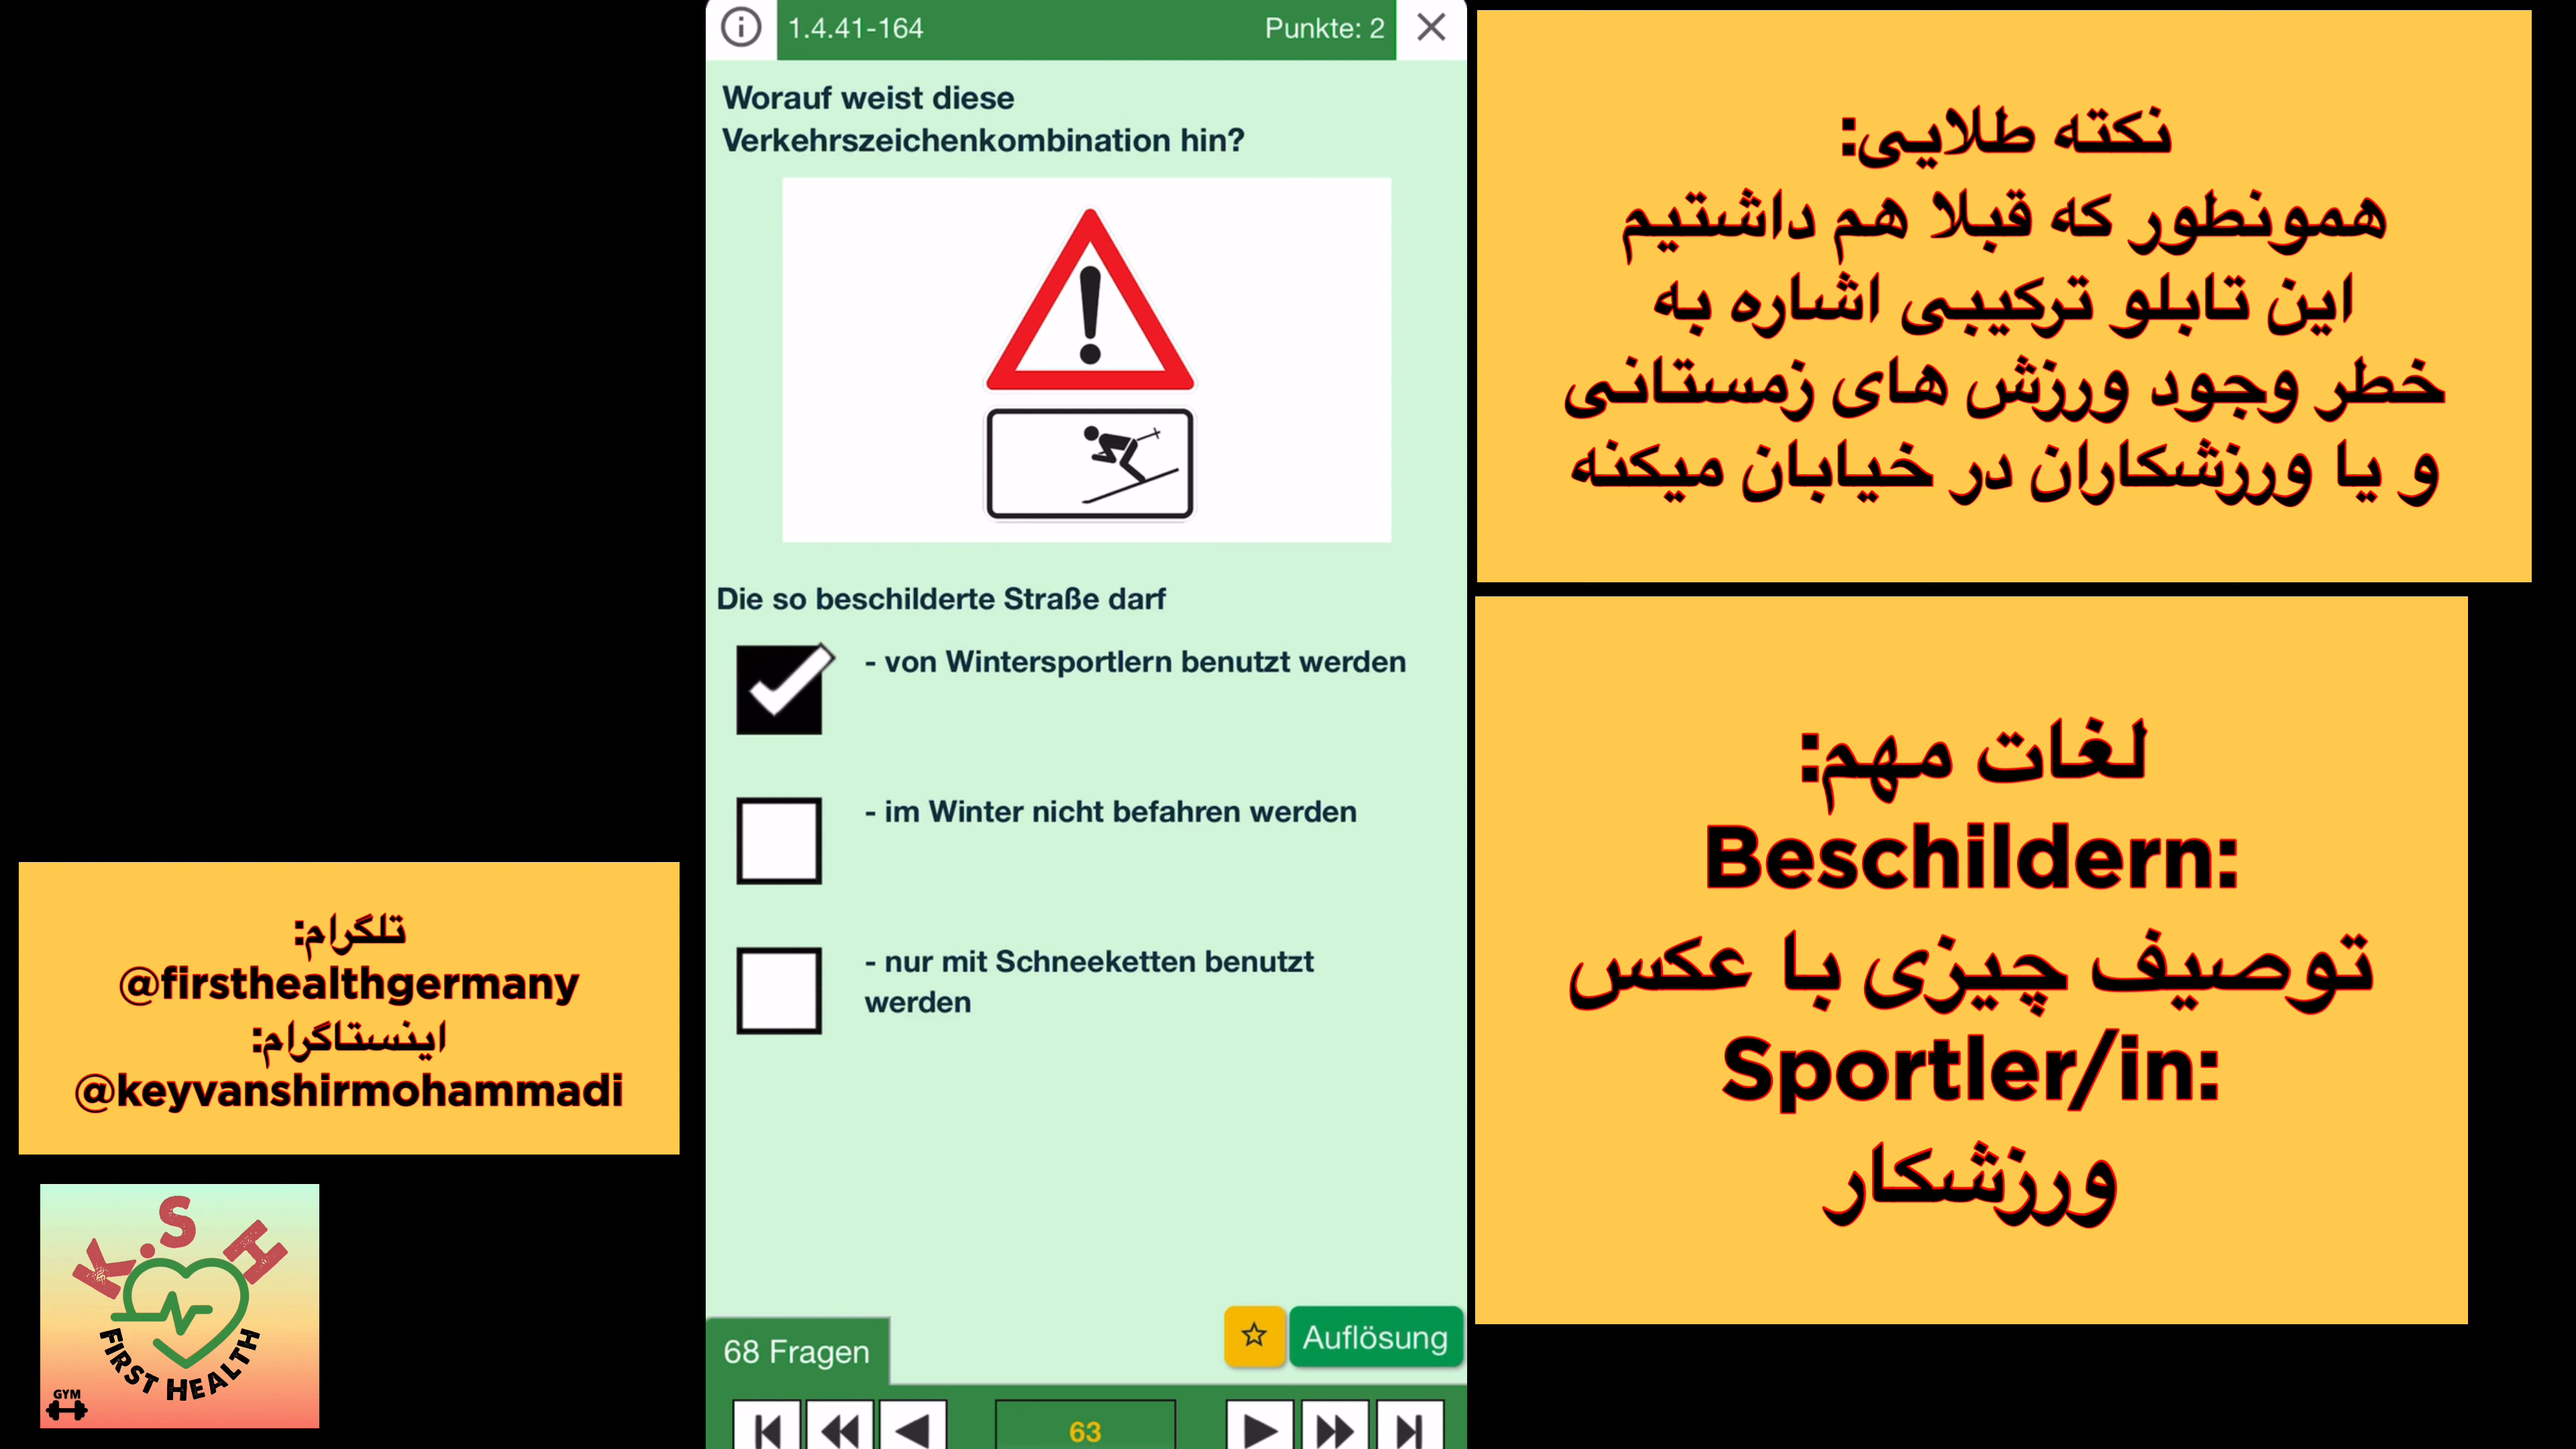 1.4.41-164
Punkte: 2
Worauf weist diese
Verkehrszeichenkombination hin?
Die so beschilderte Straße darf
- von Wintersportlern benutzt werden
- im Winter nicht befahren werden
- nur mit Schneeketten benutzt
werden
68 Fragen
Auflösung
63
نکته طلایی:
همونطور که قبلا هم داشتیم
این تابلو ترکیبی اشاره به
خطر وجود ورزش های زمستانی
و یا ورزشکاران در خیابان میکنه
لغات مهم:
Beschildern:
توصیف چیزی با عکس
Sportler/in:
ورزشکار
تلگرام:
@firsthealthgermany
اینستاگرام:
@keyvanshirmohammadi
K.SH
FIRST HEALTH
GYM